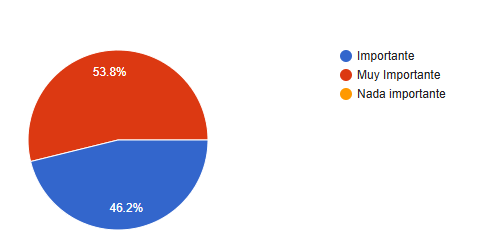 53.8%
46.2%
Importante
Muy Importante
Nada importante